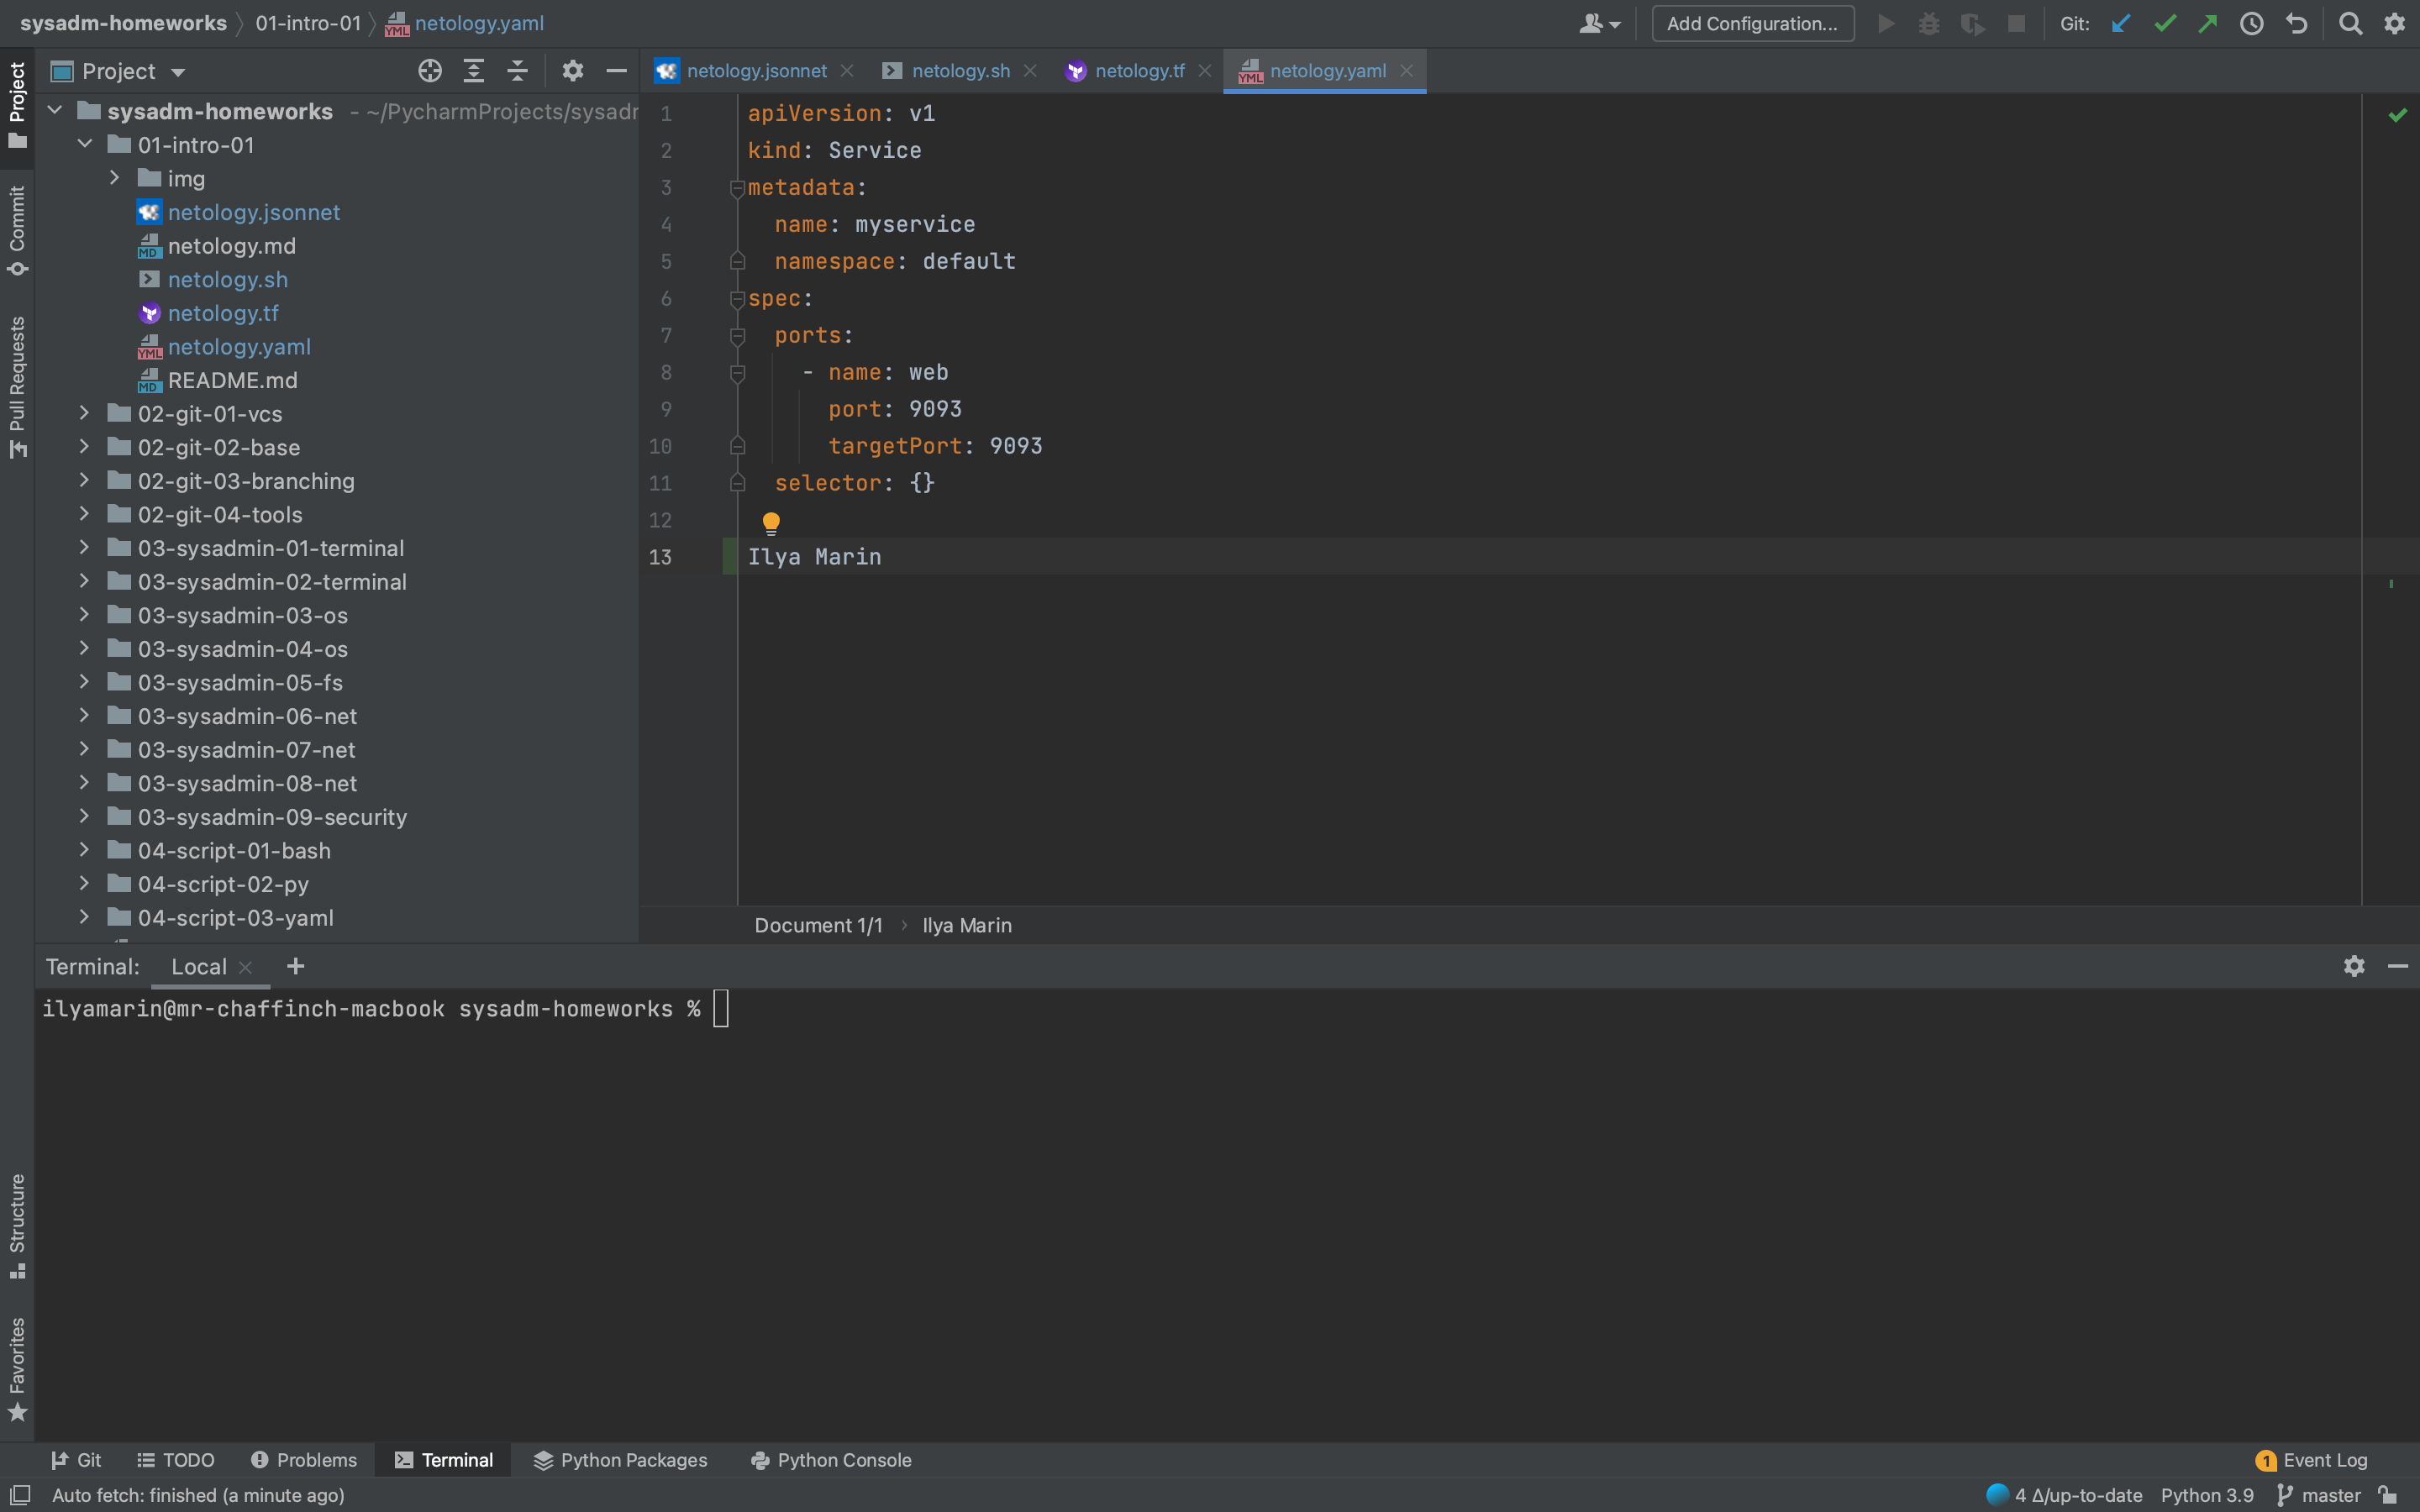 sysadm-homeworks 01-intro-01 netology.yaml
Add Configuration... Git:
Project
netology.jsonnet netology.sh netology.tf netology.yaml
Project
Commit
Pull Requests
Structure
Favorites
sysadm-homeworks - ~/PycharmProjects/sysadm
01-intro-01
img
netology.jsonnet
netology.md
netology.sh
netology.tf
netology.yaml
README.md
02-git-01-vcs
02-git-02-base
02-git-03-branching
02-git-04-tools
03-sysadmin-01-terminal
03-sysadmin-02-terminal
03-sysadmin-03-os
03-sysadmin-04-os
03-sysadmin-05-fs
03-sysadmin-06-net
03-sysadmin-07-net
03-sysadmin-08-net
03-sysadmin-09-security
04-script-01-bash
04-script-02-py
04-script-03-yaml
1 apiVersion: v1
2 kind: Service
3 metadata:
4 name: myservice
5 namespace: default
6 spec:
7 ports:
8 - name: web
9 port: 9093
10 targetPort: 9093
11 selector: {}
12
13 Ilya Marin
Document 1/1 › Ilya Marin
Terminal: Local
ilyamarin@mr-chaffinch-macbook sysadm-homeworks %
Git TODO Problems Terminal Python Packages Python Console 1 Event Log
Auto fetch: finished (a minute ago) 4 Δ/up-to-date Python 3.9 master